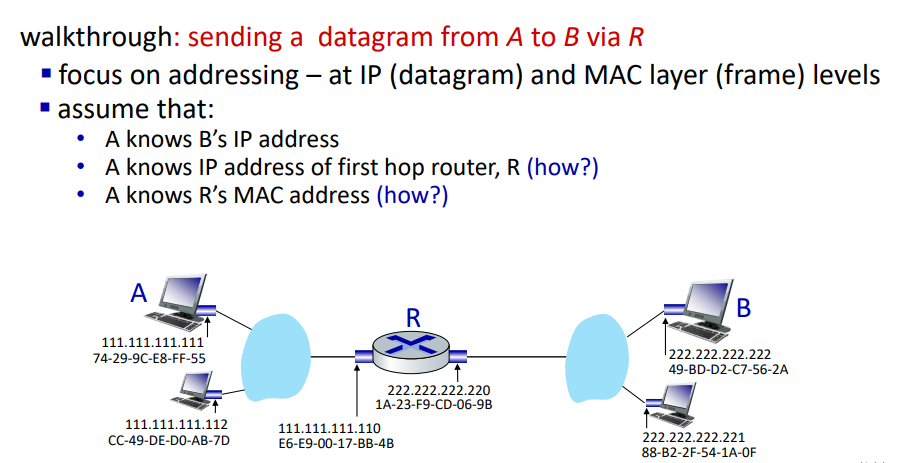 walkthrough: sending a datagram from A to B via R
▪ focus on addressing – at IP (datagram) and MAC layer (frame) levels
▪ assume that:
• A knows B's IP address
• A knows IP address of first hop router, R (how?)
• A knows R's MAC address (how?)
A
R
B
111.111.111.111
74-29-9C-E8-FF-55
222.222.222.222
49-BD-D2-C7-56-2A
222.222.222.220
1A-23-F9-CD-06-9B
111.111.111.112
CC-49-DE-D0-AB-7D
111.111.111.110
E6-E9-00-17-BB-4B
222.222.222.221
88-B2-2F-54-1A-0F